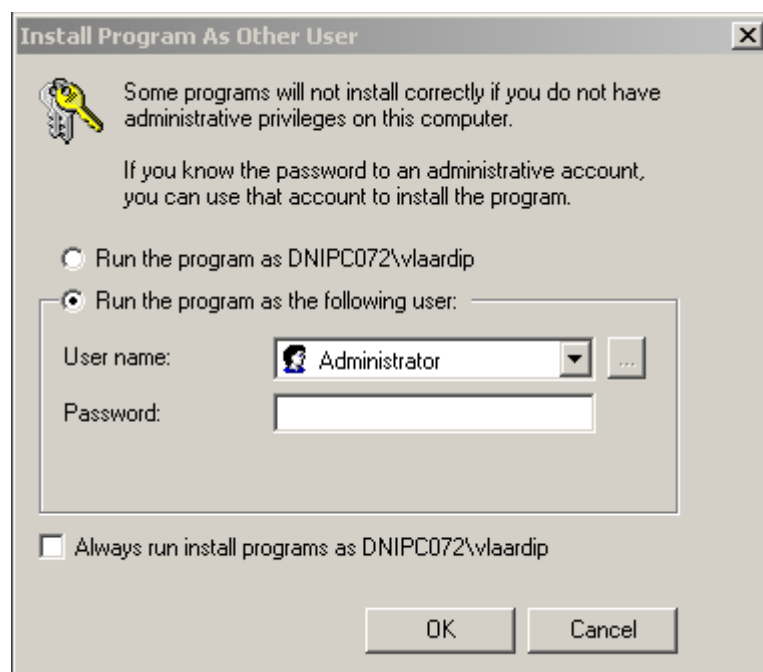 Install Program As Other User
Some programs will not install correctly if you do not have
administrative privileges on this computer.
If you know the password to an administrative account,
you can use that account to install the program.
Run the program as DNIPC072\vlaardip
Run the program as the following user:
User name:
Administrator
...
Password:
Always run install programs as DNIPC072\vlaardip
OK
Cancel